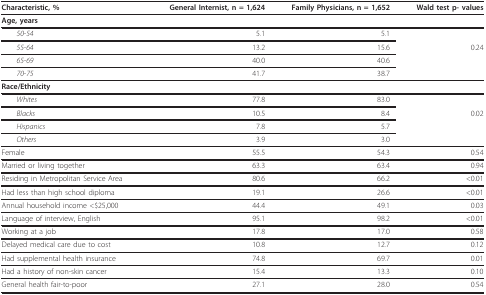 Characteristic, % General Internist, n = 1,624 Family Physicians, n = 1,652 Wald test p- values
Age, years
50-54 5.1 5.1
55-64 13.2 15.6 0.24
65-69 40.0 40.6
70-75 41.7 38.7
Race/Ethnicity
Whites 77.8 83.0
Blacks 10.5 8.4 0.02
Hispanics 7.8 5.7
Others 3.9 3.0
Female 55.5 54.3 0.54
Married or living together 63.3 63.4 0.94
Residing in Metropolitan Service Area 80.6 66.2 <0.01
Had less than high school diploma 19.1 26.6 <0.01
Annual household income <$25,000 44.4 49.1 0.03
Language of interview, English 95.1 98.2 <0.01
Working at a job 17.8 17.0 0.58
Delayed medical care due to cost 10.8 12.7 0.12
Had supplemental health insurance 74.8 69.7 0.01
Had a history of non-skin cancer 15.4 13.3 0.10
General health fair-to-poor 27.1 28.0 0.54